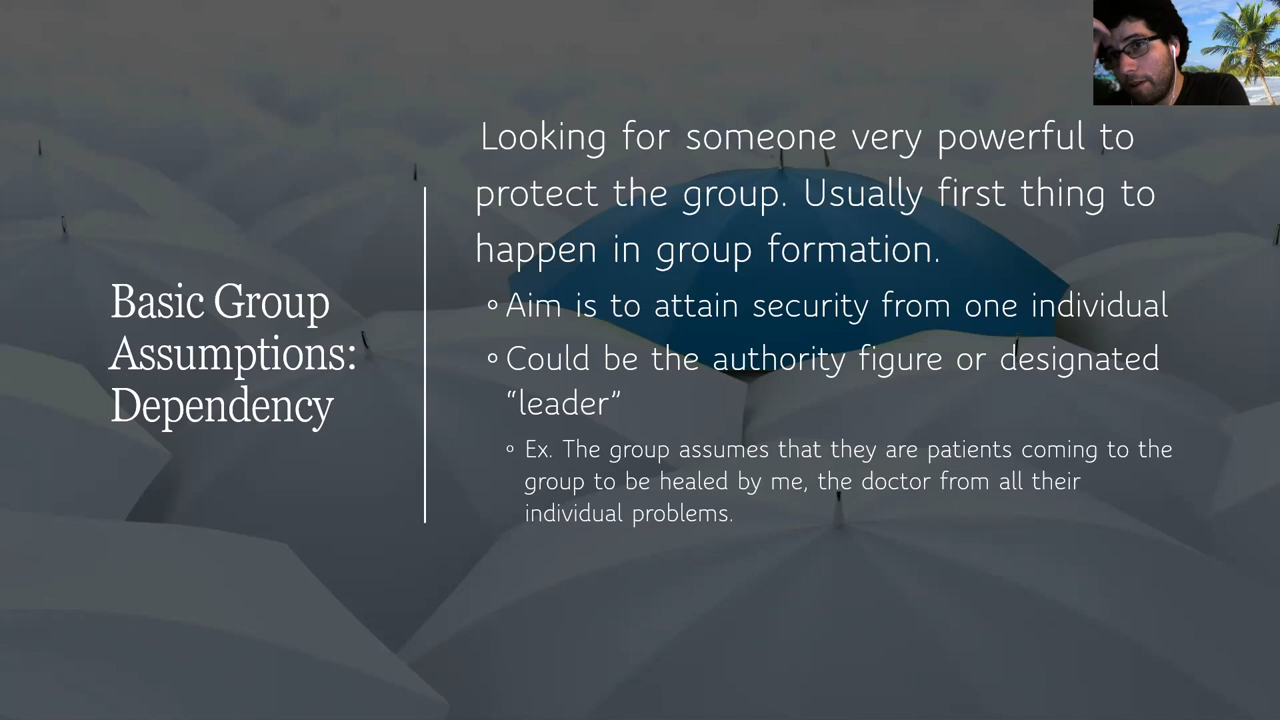 Basic Group
Assumptions:
Dependency
Looking for someone very powerful to
protect the group. Usually first thing to
happen in group formation.
Aim is to attain security from one individual
Could be the authority figure or designated
“leader”
Ex. The group assumes that they are patients coming to the
group to be healed by me, the doctor from all their
individual problems.